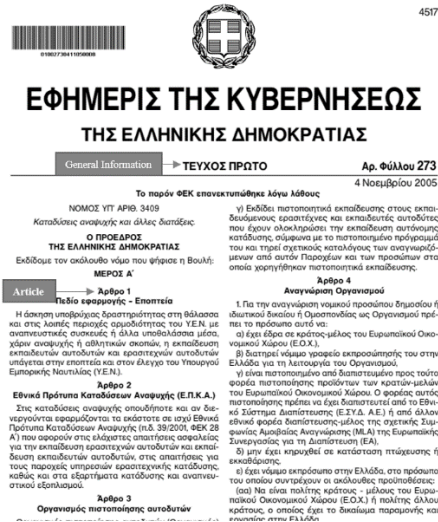 4517
01002730411050008
ΕΦΗΜΕΡΙΣ ΤΗΣ ΚΥΒΕΡΝΗΣΕΩΣ
ΤΗΣ ΕΛΛΗΝΙΚΗΣ ΔΗΜΟΚΡΑΤΙΑΣ
General Information
ΤΕΥΧΟΣ ΠΡΩΤΟ
Αρ. Φύλλου 273
4 Νοεμβρίου 2005
Το παρόν ΦΕΚ επανεκτυπώθηκε λόγω λάθους
ΝΟΜΟΣ ΥΠ' ΑΡΙΘ. 3409
Καταδύσεις αναψυχής και άλλες διατάξεις.
Ο ΠΡΟΕΔΡΟΣ
ΤΗΣ ΕΛΛΗΝΙΚΗΣ ΔΗΜΟΚΡΑΤΙΑΣ
Εκδίδομε τον ακόλουθο νόμο που ψήφισε η Βουλή:
ΜΕΡΟΣ Α΄
Article
Άρθρο 1
Πεδίο εφαρμογής – Εποπτεία
Η άσκηση υποβρύχιας δραστηριότητας στη θάλασσα
και στις λοιπές περιοχές αρμοδιότητας του Υ.Ε.Ν. με
αναπνευστικές συσκευές ή άλλα υποθαλάσσια μέσα,
χάριν αναψυχής ή αθλητικών σκοπών, η εκπαίδευση
εκπαιδευτών αυτοδυτών και ερασιτεχνών αυτοδυτών
υπάγεται στην εποπτεία και στον έλεγχο του Υπουργού
Εμπορικής Ναυτιλίας (Υ.Ε.Ν.).
Άρθρο 2
Εθνικά Πρότυπα Καταδύσεων Αναψυχής (Ε.Π.Κ.Α.)
Στις καταδύσεις αναψυχής οπουδήποτε και αν διε-
νεργούνται εφαρμόζονται τα εκάστοτε σε ισχύ Εθνικά
Πρότυπα Καταδύσεων Αναψυχής (π.δ. 39/2001, ΦΕΚ 28
Α΄) που αφορούν στις ελάχιστες απαιτήσεις ασφαλείας
για την εκπαίδευση ερασιτεχνών αυτοδυτών και εκπαί-
δευση εκπαιδευτών αυτοδυτών, στις απαιτήσεις για
τους παροχείς υπηρεσιών ερασιτεχνικής κατάδυσης,
καθώς και στα εξαρτήματα κατάδυσης και αναπνευ-
στικού εξοπλισμού.
Άρθρο 3
Οργανισμός πιστοποίησης αυτοδυτών
γ) Εκδίδει πιστοποιητικά εκπαίδευσης στους εκπαι-
δευόμενους ερασιτέχνες και εκπαιδευτές αυτοδύτες
που έχουν ολοκληρώσει την εκπαίδευση αυτόνομης
κατάδυσης, σύμφωνα με το πιστοποιημένο πρόγραμμά
του και τηρεί σχετικούς καταλόγους των αναγνωριζό-
μενων από αυτόν Παροχέων και των προσώπων στα
οποία χορηγήθηκαν πιστοποιητικά εκπαίδευσης.
Άρθρο 4
Αναγνώριση Οργανισμού
1. Για την αναγνώριση νομικού προσώπου δημοσίου ή
ιδιωτικού δικαίου ή Ομοσπονδίας ως Οργανισμού πρέ-
πει το πρόσωπο αυτό να:
α) έχει έδρα σε κράτος-μέλος του Ευρωπαϊκού Οικο-
νομικού Χώρου (Ε.Ο.Χ.),
β) διατηρεί νόμιμο γραφείο εκπροσώπησής του στην
Ελλάδα για τη λειτουργία του Οργανισμού,
γ) είναι πιστοποιημένο από διαπιστευμένο προς τούτο
φορέα πιστοποίησης προϊόντων των κρατών-μελών
του Ευρωπαϊκού Οικονομικού Χώρου. Ο φορέας αυτός
πιστοποίησης πρέπει να έχει διαπιστευτεί από το Εθνι-
κό Σύστημα Διαπίστευσης (Ε.ΣΥ.Δ. Α.Ε.) ή από άλλον
εθνικό φορέα διαπίστευσης-μέλος της σχετικής Συμ-
φωνίας Αμοιβαίας Αναγνώρισης (MLA) της Ευρωπαϊκής
Συνεργασίας για τη Διαπίστευση (EA),
δ) μην έχει κηρυχθεί σε κατάσταση πτώχευσης ή
εκκαθάρισης,
ε) έχει νόμιμο εκπρόσωπο στην Ελλάδα, στο πρόσωπο
του οποίου συντρέχουν οι ακόλουθες προϋποθέσεις:
(αα) Να είναι πολίτης κράτους - μέλους του Ευρω-
παϊκού Οικονομικού Χώρου (Ε.Ο.Χ.) ή πολίτης άλλου
κράτους, ο οποίος έχει το δικαίωμα παραμονής και
εργασίας στην Ελλάδα